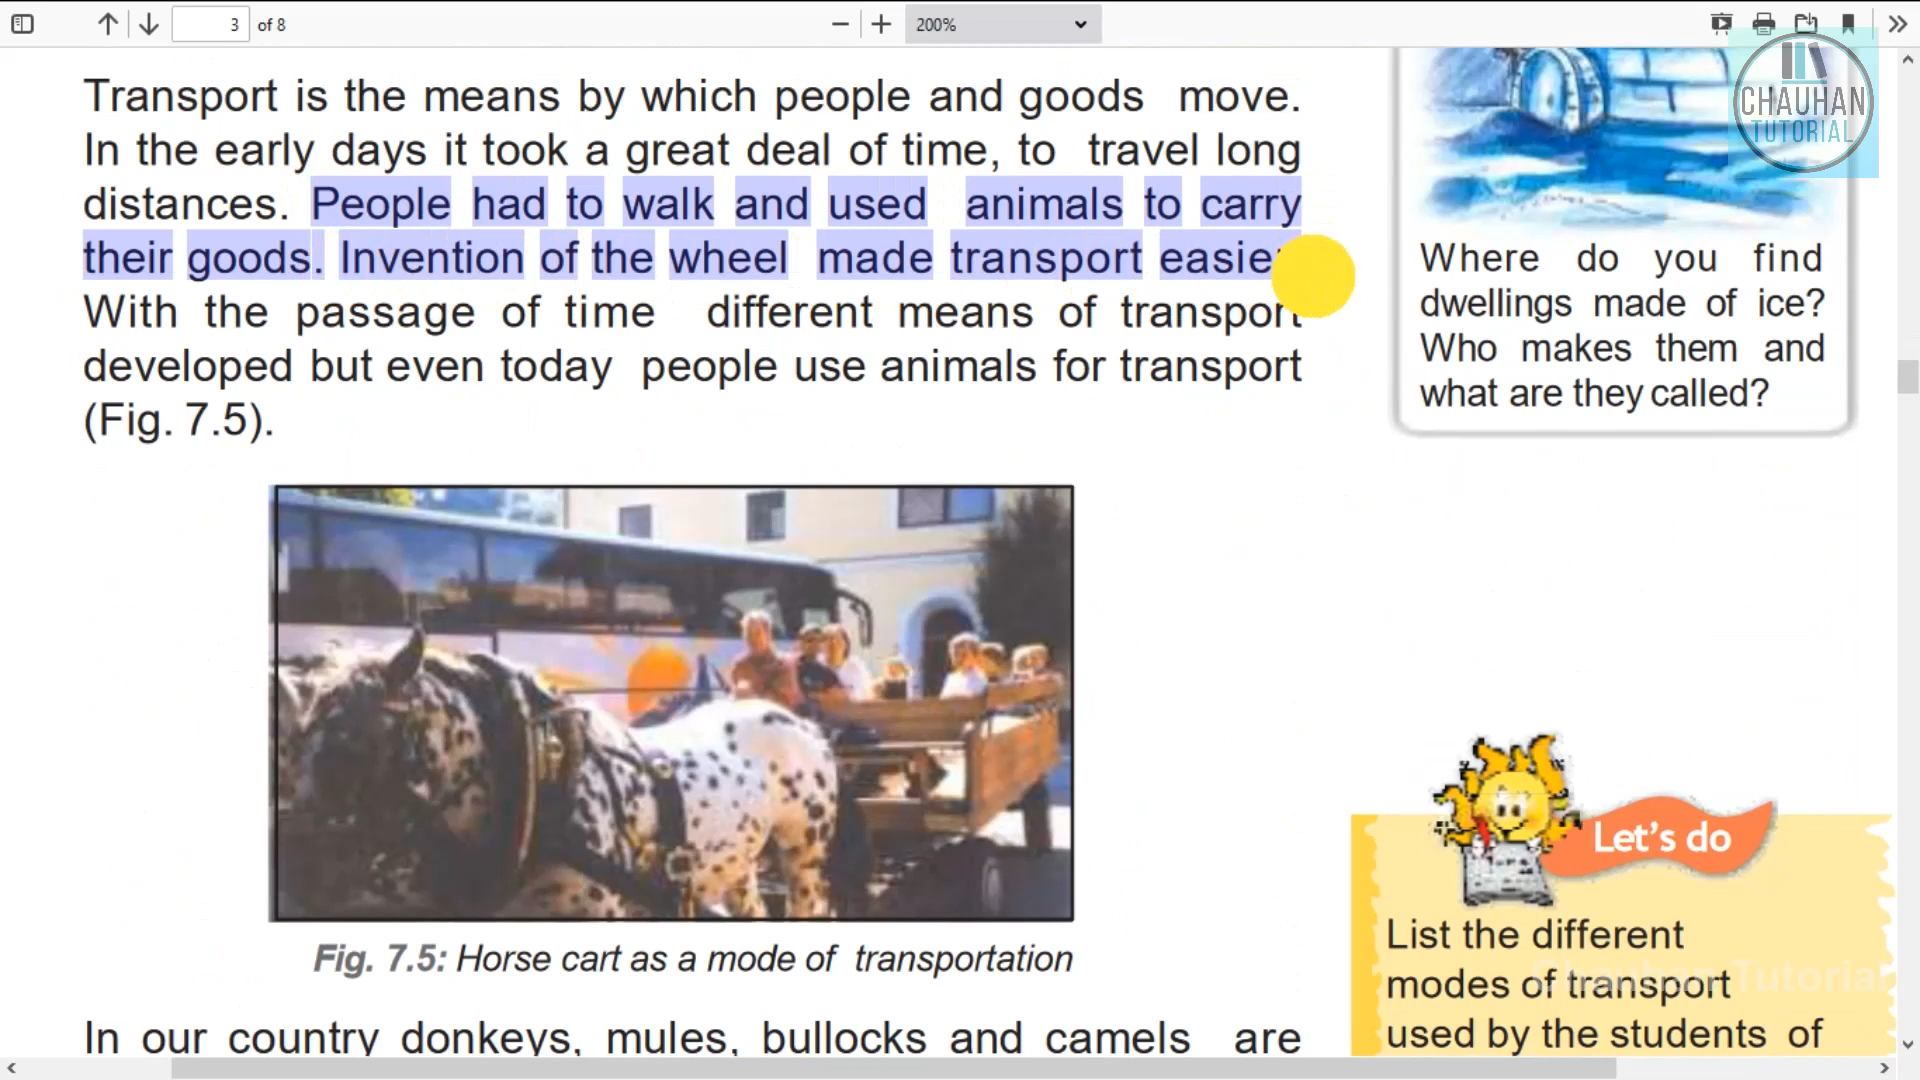 3 of 8
200%
CHAUHAN
TUTORIAL
Transport is the means by which people and goods move.
In the early days it took a great deal of time, to travel long
distances. People had to walk and used animals to carry
their goods. Invention of the wheel made transport easier
With the passage of time different means of transport
developed but even today people use animals for transport
(Fig. 7.5).
Where do you find
dwellings made of ice?
Who makes them and
what are they called?
Fig. 7.5: Horse cart as a mode of transportation
In our country donkeys, mules, bullocks and camels are
Let's do
List the different
modes of transport
used by the students of
Chauhan Tutorial